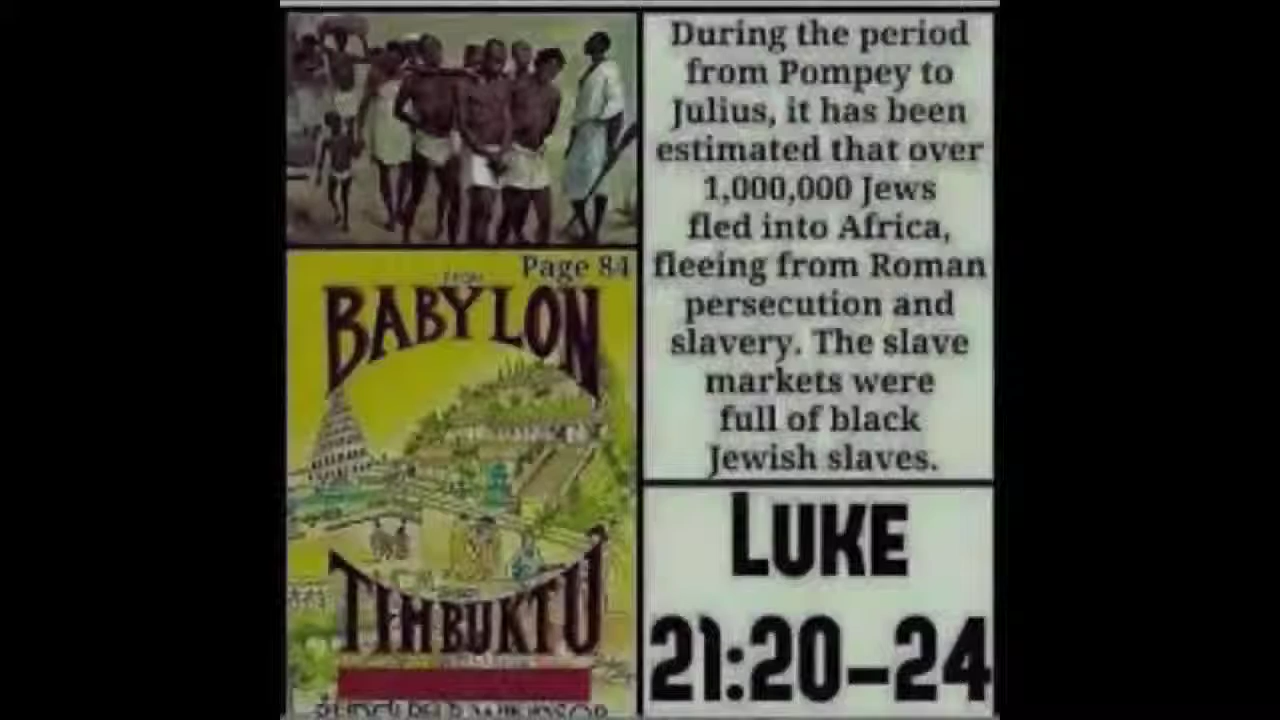 Page 84
BABYLON
TIMBUKTU
During the period
from Pompey to
Julius, it has been
estimated that over
1,000,000 Jews
fled into Africa,
fleeing from Roman
persecution and
slavery. The slave
markets were
full of black
Jewish slaves.
LUKE
21:20-24